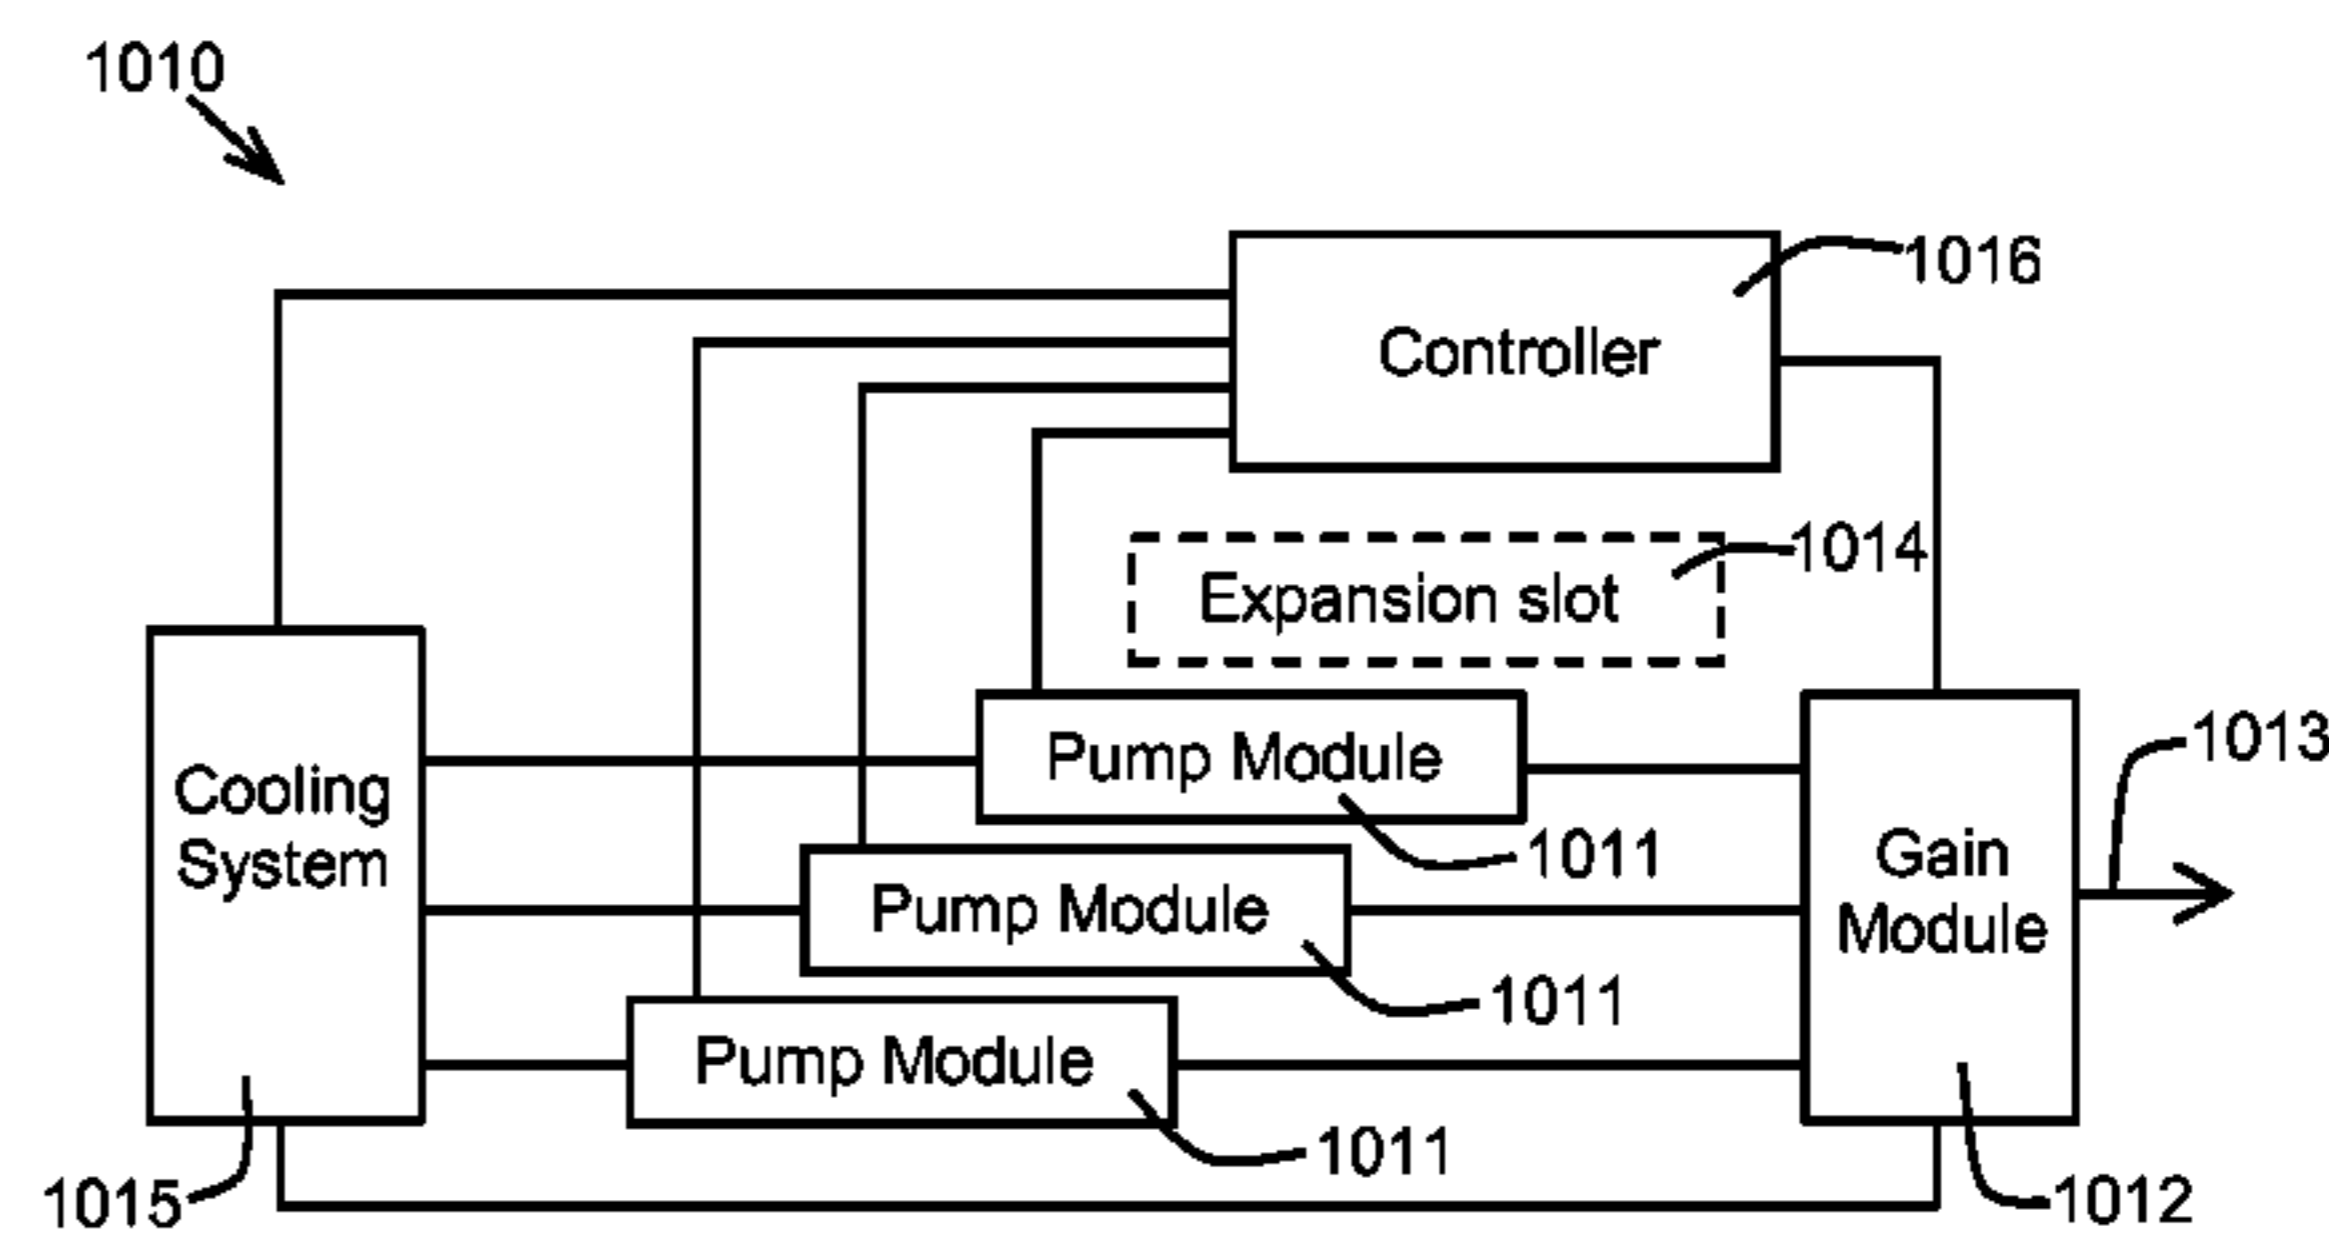 1010
1016
Controller
1014
Expansion slot
1013
Pump Module
Cooling
System
1011
Gain
Module
Pump Module
1011
Pump Module
1011
1015
1012